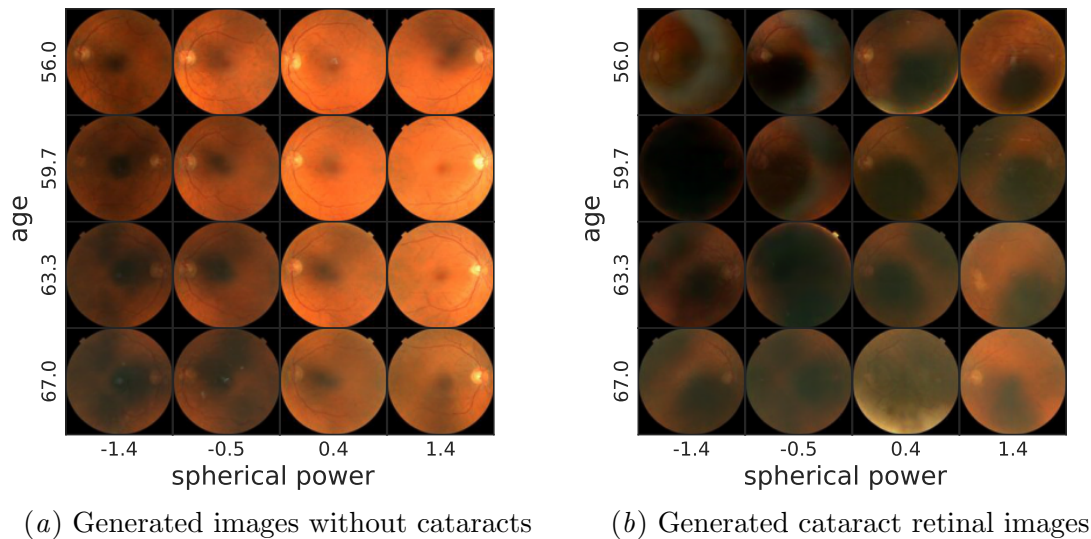 age
56.0
59.7
63.3
67.0
-1.4 -0.5 0.4 1.4
spherical power
(a) Generated images without cataracts
age
56.0
59.7
63.3
67.0
-1.4 -0.5 0.4 1.4
spherical power
(b) Generated cataract retinal images